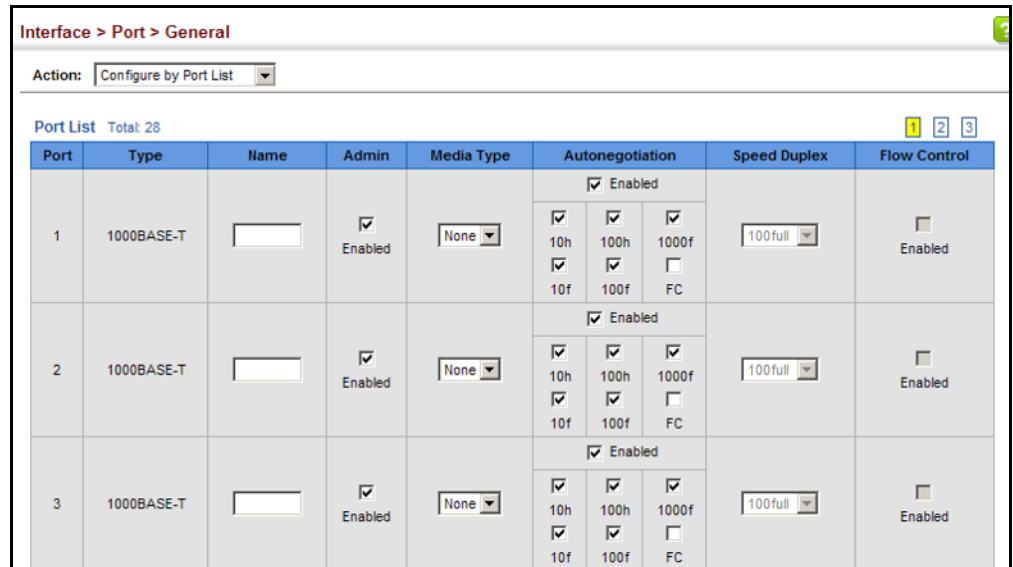 Interface > Port > General
?
Action: Configure by Port List
Port List Total: 28 1 2 3
Port Type Name Admin Media Type Autonegotiation Speed Duplex Flow Control
Enabled
1 1000BASE-T Enabled None 10h 100h 1000f 100full Enabled
10f 100f FC
Enabled
2 1000BASE-T Enabled None 10h 100h 1000f 100full Enabled
10f 100f FC
Enabled
3 1000BASE-T Enabled None 10h 100h 1000f 100full Enabled
10f 100f FC